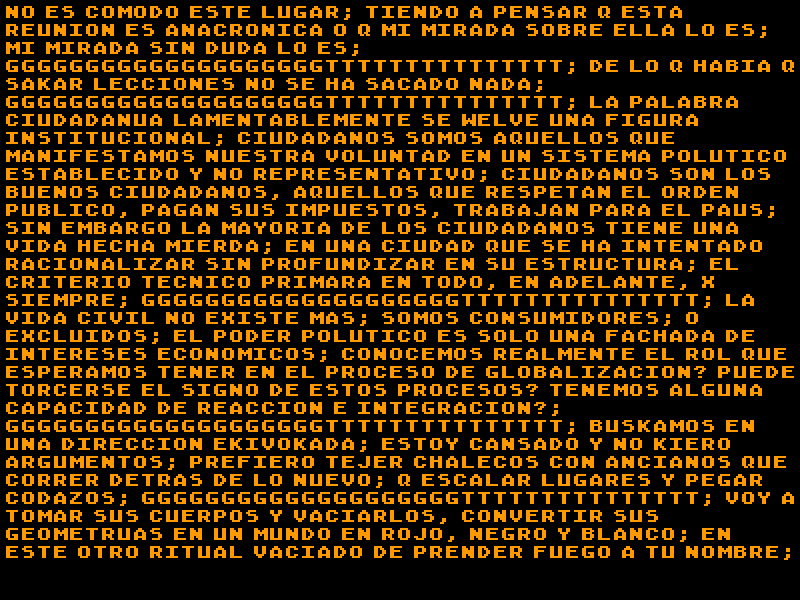 NO ES COMODO ESTE LUGAR; TIENDO A PENSAR Q ESTA
REUNION ES ANACRONICA O Q MI MIRADA SOBRE ELLA LO ES;
MI MIRADA SIN DUDA LO ES;
GGGGGGGGGGGGGGGGGGGGTTTTTTTTTTTTTTT; DE LO Q HABIA Q
SAKAR LECCIONES NO SE HA SACADO NADA;
GGGGGGGGGGGGGGGGGGGGTTTTTTTTTTTTTTT; LA PALABRA
CIUDADANUA LAMENTABLEMENTE SE WELVE UNA FIGURA
INSTITUCIONAL; CIUDADANOS SOMOS AQUELLOS QUE
MANIFESTAMOS NUESTRA VOLUNTAD EN UN SISTEMA POLUTICO
ESTABLECIDO Y NO REPRESENTATIVO; CIUDADANOS SON LOS
BUENOS CIUDADANOS, AQUELLOS QUE RESPETAN EL ORDEN
PUBLICO, PAGAN SUS IMPUESTOS, TRABAJAN PARA EL PAUS;
SIN EMBARGO LA MAYORIA DE LOS CIUDADANOS TIENE UNA
VIDA HECHA MIERDA; EN UNA CIUDAD QUE SE HA INTENTADO
RACIONALIZAR SIN PROFUNDIZAR EN SU ESTRUCTURA; EL
CRITERIO TECNICO PRIMARA EN TODO, EN ADELANTE, X
SIEMPRE; GGGGGGGGGGGGGGGGGGGGTTTTTTTTTTTTTTT; LA
VIDA CIVIL NO EXISTE MAS; SOMOS CONSUMIDORES; O
EXCLUIDOS; EL PODER POLUTICO ES SOLO UNA FACHADA DE
INTERESES ECONOMICOS; CONOCEMOS REALMENTE EL ROL QUE
ESPERAMOS TENER EN EL PROCESO DE GLOBALIZACION? PUEDE
TORCERSE EL SIGNO DE ESTOS PROCESOS? TENEMOS ALGUNA
CAPACIDAD DE REACCION E INTEGRACION?;
GGGGGGGGGGGGGGGGGGGGTTTTTTTTTTTTTTT; BUSKAMOS EN
UNA DIRECCION EKIVOKADA; ESTOY CANSADO Y NO KIERO
ARGUMENTOS; PREFIERO TEJER CHALECOS CON ANCIANOS QUE
CORRER DETRAS DE LO NUEVO; Q ESCALAR LUGARES Y PEGAR
CODAZOS; GGGGGGGGGGGGGGGGGGGGTTTTTTTTTTTTTTT; VOY A
TOMAR SUS CUERPOS Y VACIARLOS, CONVERTIR SUS
GEOMETRUAS EN UN MUNDO EN ROJO, NEGRO Y BLANCO; EN
ESTE OTRO RITUAL VACIADO DE PRENDER FUEGO A TU NOMBRE;